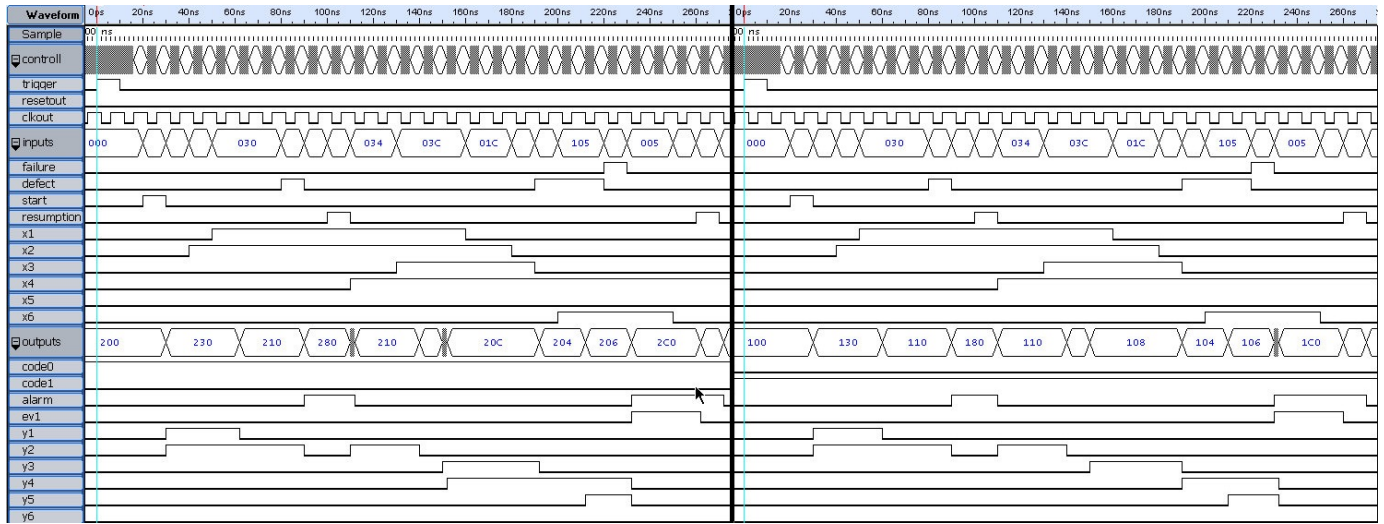 Waveform 0ps 20ns 40ns 60ns 80ns 100ns 120ns 140ns 160ns 180ns 200ns 220ns 240ns 260ns 0ps 20ns 40ns 60ns 80ns 100ns 120ns 140ns 160ns 180ns 200ns 220ns 240ns 260ns
Sample 00 ns 00 ns
controll
trigger
resetout
clkout
inputs 000 030 034 03C 01C 105 005 000 030 034 03C 01C 105 005
failure
defect
start
resumption
x1
x2
x3
x4
x5
x6
outputs 200 230 210 280 210 20C 204 206 2C0 100 130 110 180 110 108 104 106 1C0
code0
code1
alarm
ev1
y1
y2
y3
y4
y5
y6